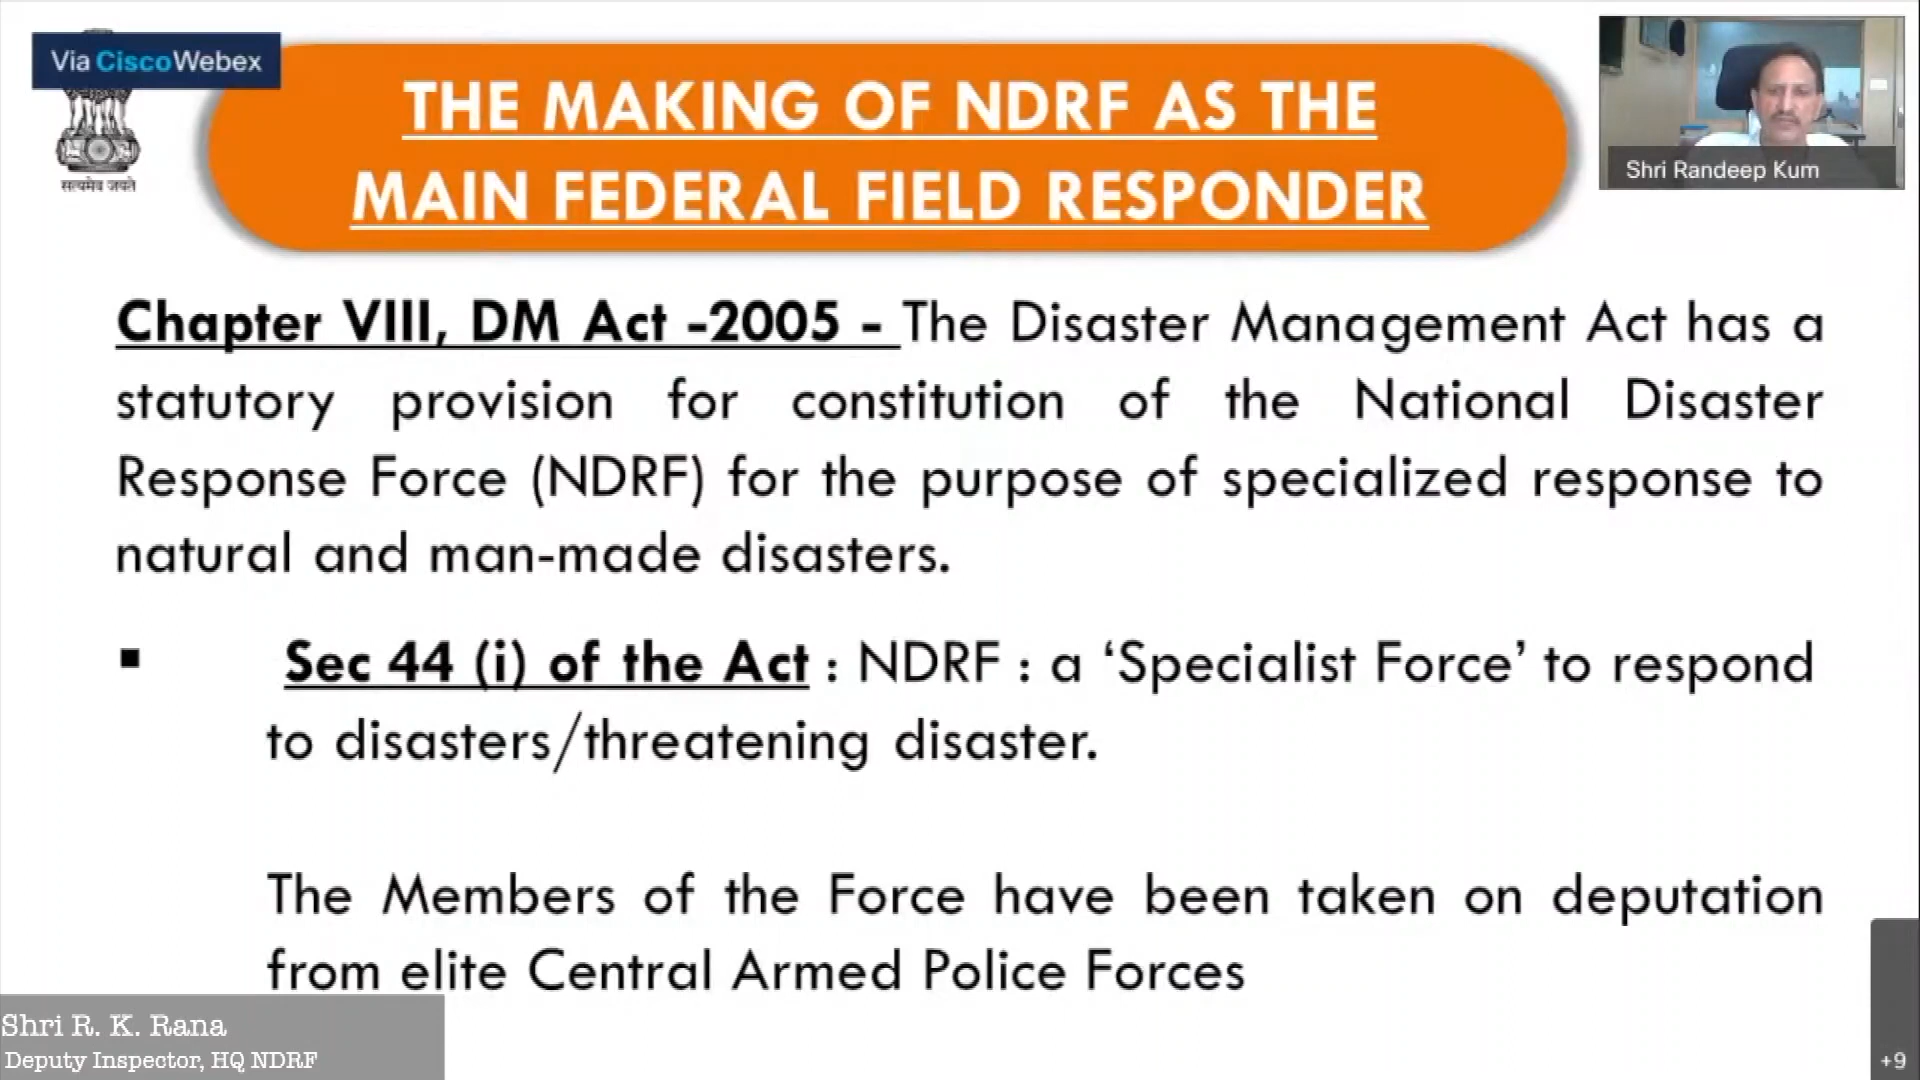 Via CiscoWebex
सत्यमेव जयते
THE MAKING OF NDRF AS THE
MAIN FEDERAL FIELD RESPONDER
Shri Randeep Kum
Chapter VIII, DM Act -2005 - The Disaster Management Act has a
statutory provision for constitution of the National Disaster
Response Force (NDRF) for the purpose of specialized response to
natural and man-made disasters.
▪ Sec 44 (i) of the Act : NDRF : a ‘Specialist Force’ to respond
to disasters/threatening disaster.
The Members of the Force have been taken on deputation
from elite Central Armed Police Forces
Shri R. K. Rana
Deputy Inspector, HQ NDRF
+9